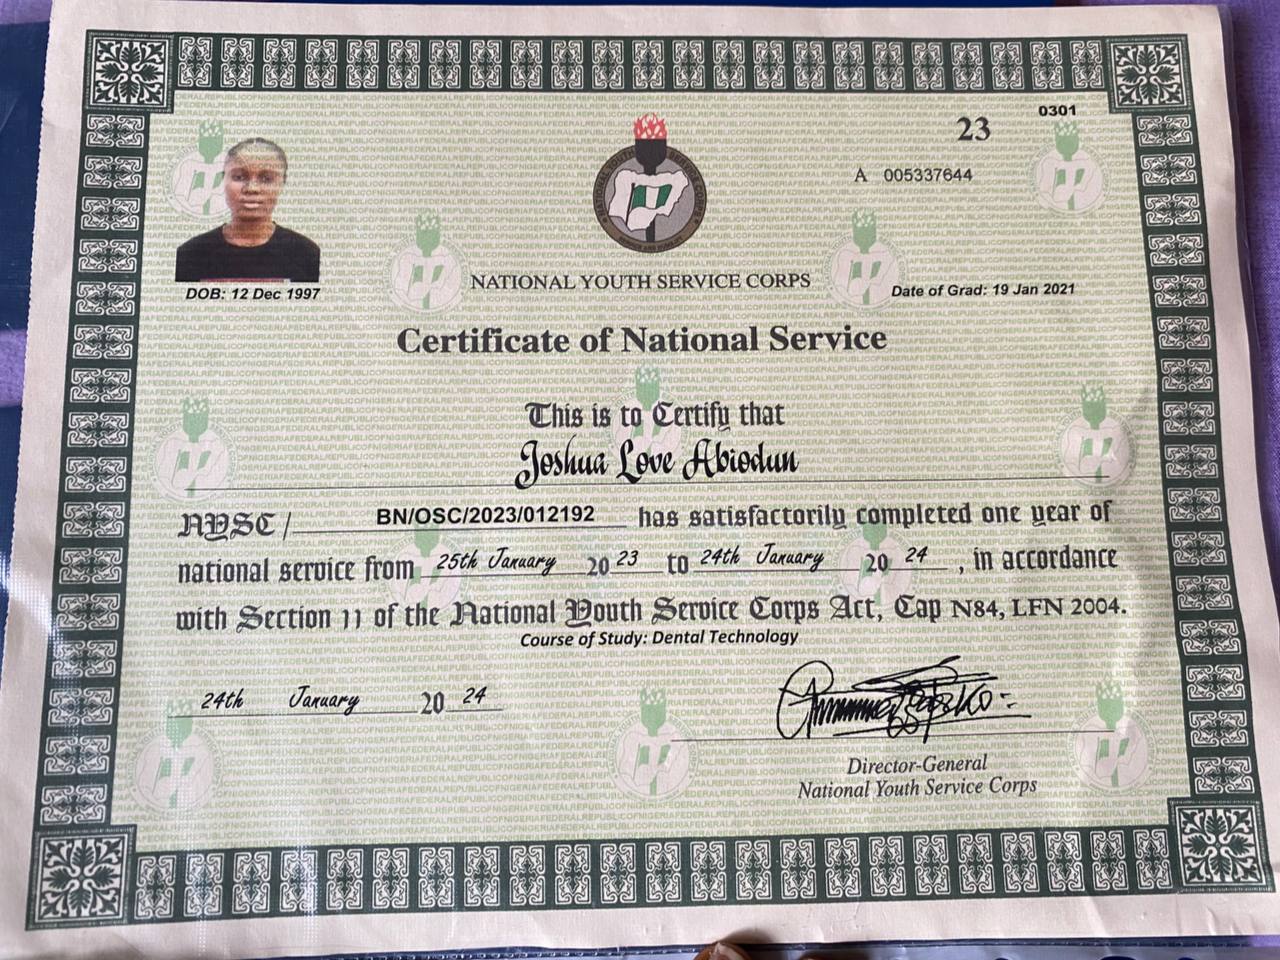 0301
23
A 005337644
NATIONAL YOUTH SERVICE CORPS
DOB: 12 Dec 1997
Date of Grad: 19 Jan 2021
Certificate of National Service
This is to Certify that
Joshua Love Abiodun
NYSC / BN/OSC/2023/012192 has satisfactorily completed one year of
national service from 25th January 20 23 to 24th January 20 24 , in accordance
with Section 11 of the National Youth Service Corps Act, Cap N84, LFN 2004.
Course of Study: Dental Technology
24th January 20 24
Director-General
National Youth Service Corps